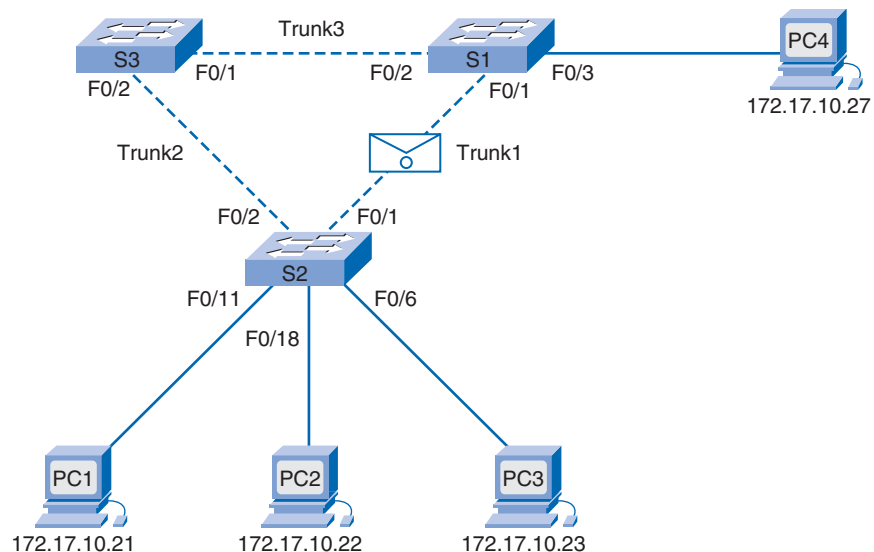 Trunk3
S3
S1
PC4
F0/1
F0/2
F0/3
F0/2
F0/1
172.17.10.27
Trunk2
Trunk1
F0/2
F0/1
S2
F0/11
F0/6
F0/18
PC1
PC2
PC3
172.17.10.21
172.17.10.22
172.17.10.23